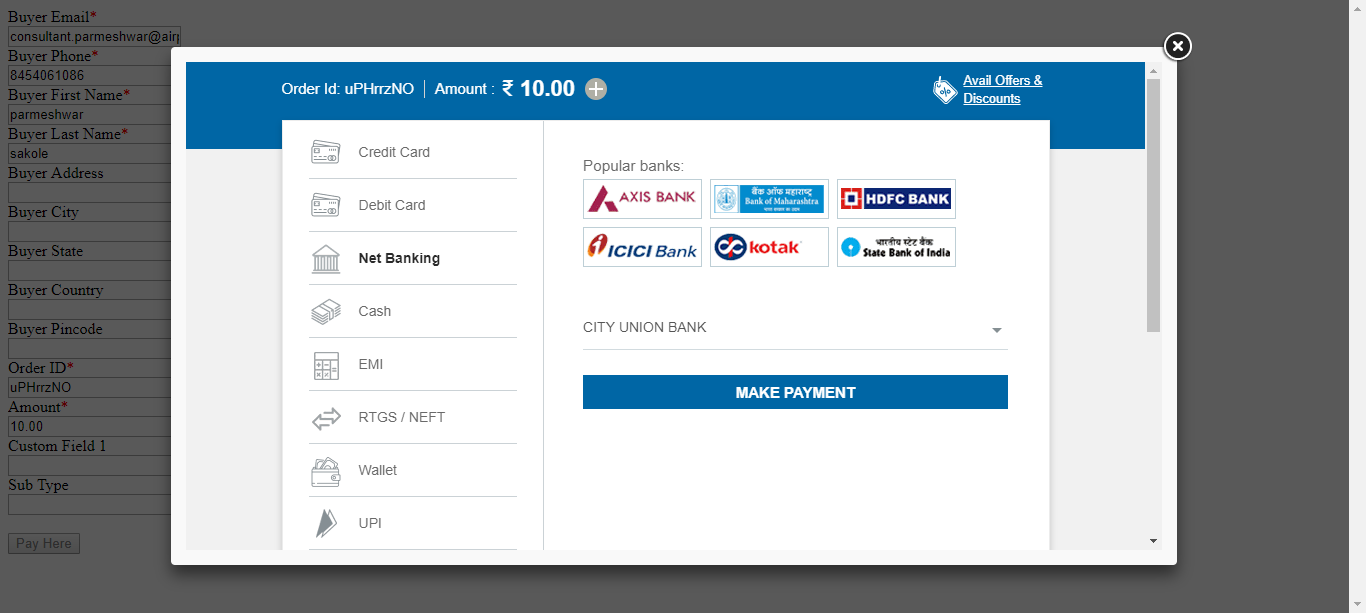 Buyer Email*
consultant.parmeshwar@air
Buyer Phone*
8454061086
Buyer First Name*
parmeshwar
Buyer Last Name*
sakole
Buyer Address
Buyer City
Buyer State
Buyer Country
Buyer Pincode
Order ID*
uPHrrzNO
Amount*
10.00
Custom Field 1
Sub Type
Pay Here
Order Id: uPHrrzNO Amount : ₹ 10.00
Avail Offers &
Discounts
Credit Card
Debit Card
Net Banking
Cash
EMI
RTGS / NEFT
Wallet
UPI
Popular banks:
AXIS BANK
बैंक ऑफ महाराष्ट्र
Bank of Maharashtra
HDFC BANK
ICICI Bank
kotak
भारतीय स्टेट बैंक
State Bank of India
CITY UNION BANK
MAKE PAYMENT